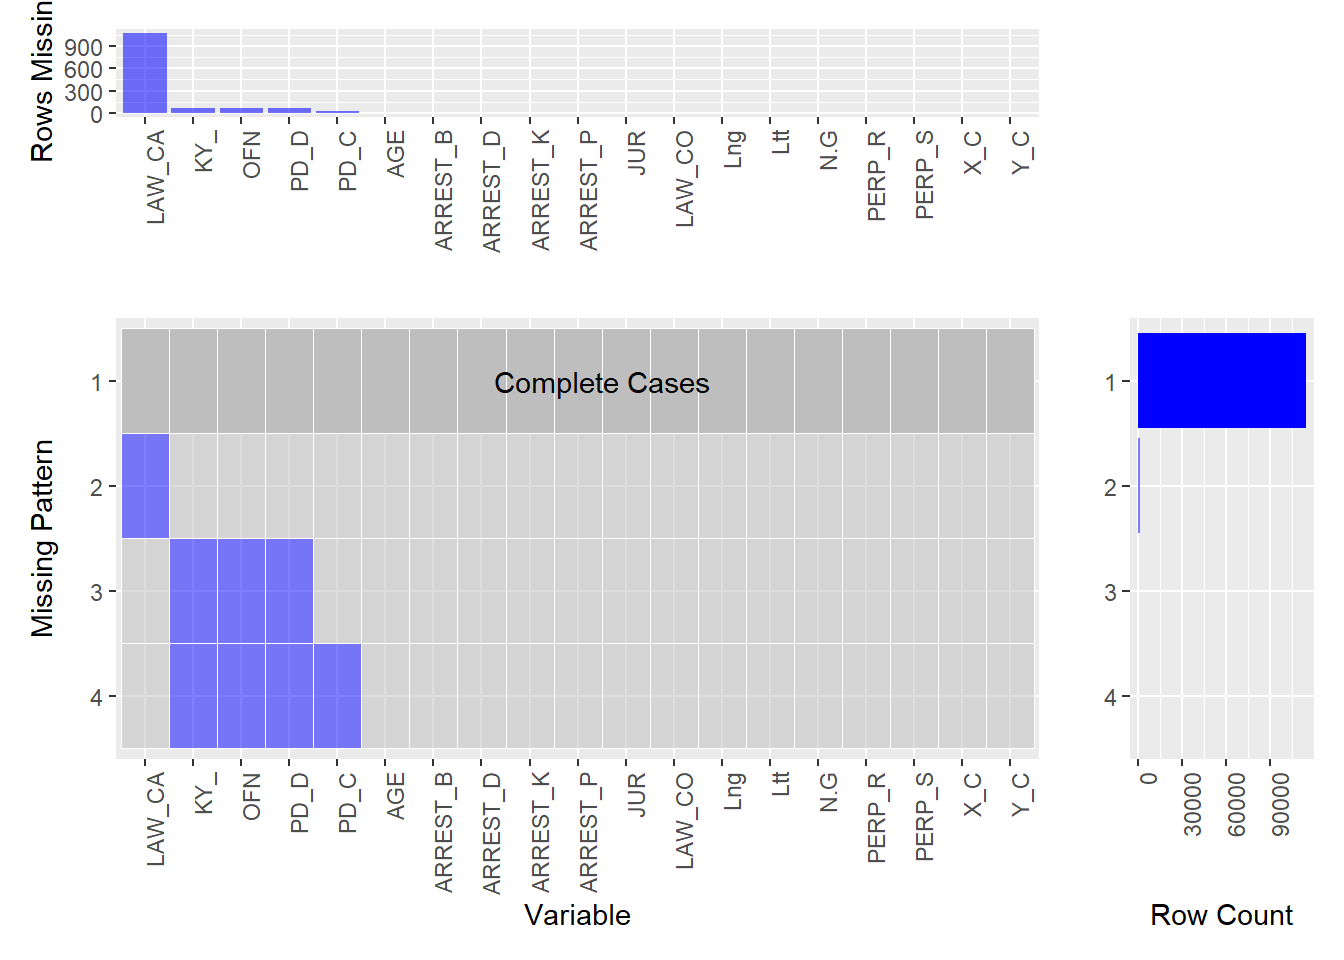 Rows Missin
900
600
300
0
LAW_CA KY_ OFN PD_D PD_C AGE ARREST_B ARREST_D ARREST_K ARREST_P JUR LAW_CO Lng Ltt N.G PERP_R PERP_S X_C Y_C
Missing Pattern
1
Complete Cases
2
3
4
LAW_CA KY_ OFN PD_D PD_C AGE ARREST_B ARREST_D ARREST_K ARREST_P JUR LAW_CO Lng Ltt N.G PERP_R PERP_S X_C Y_C
Variable
1
2
3
4
0 30000 60000 90000
Row Count